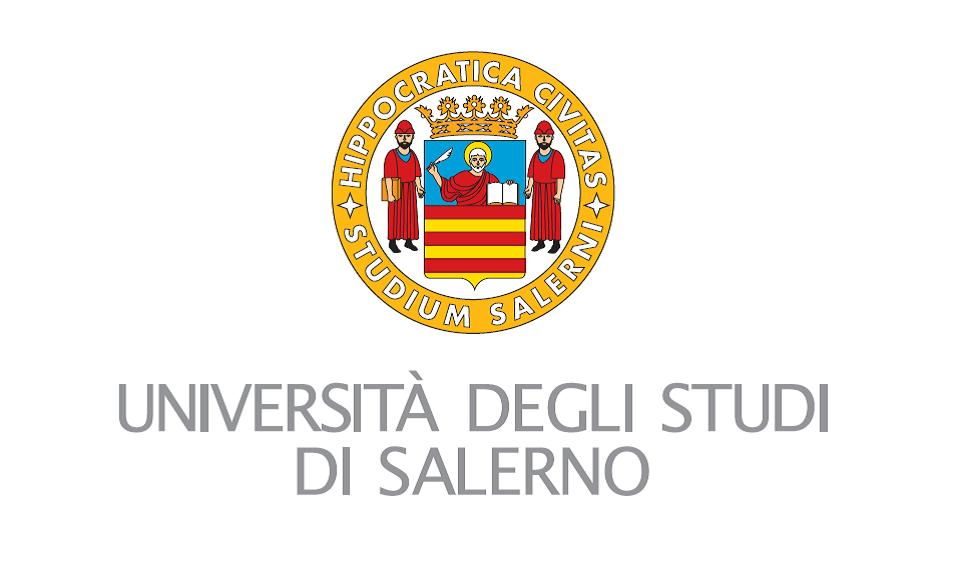 HIPPOCRATICA CIVITAS
STUDIUM SALERNI
UNIVERSITÀ DEGLI STUDI
DI SALERNO